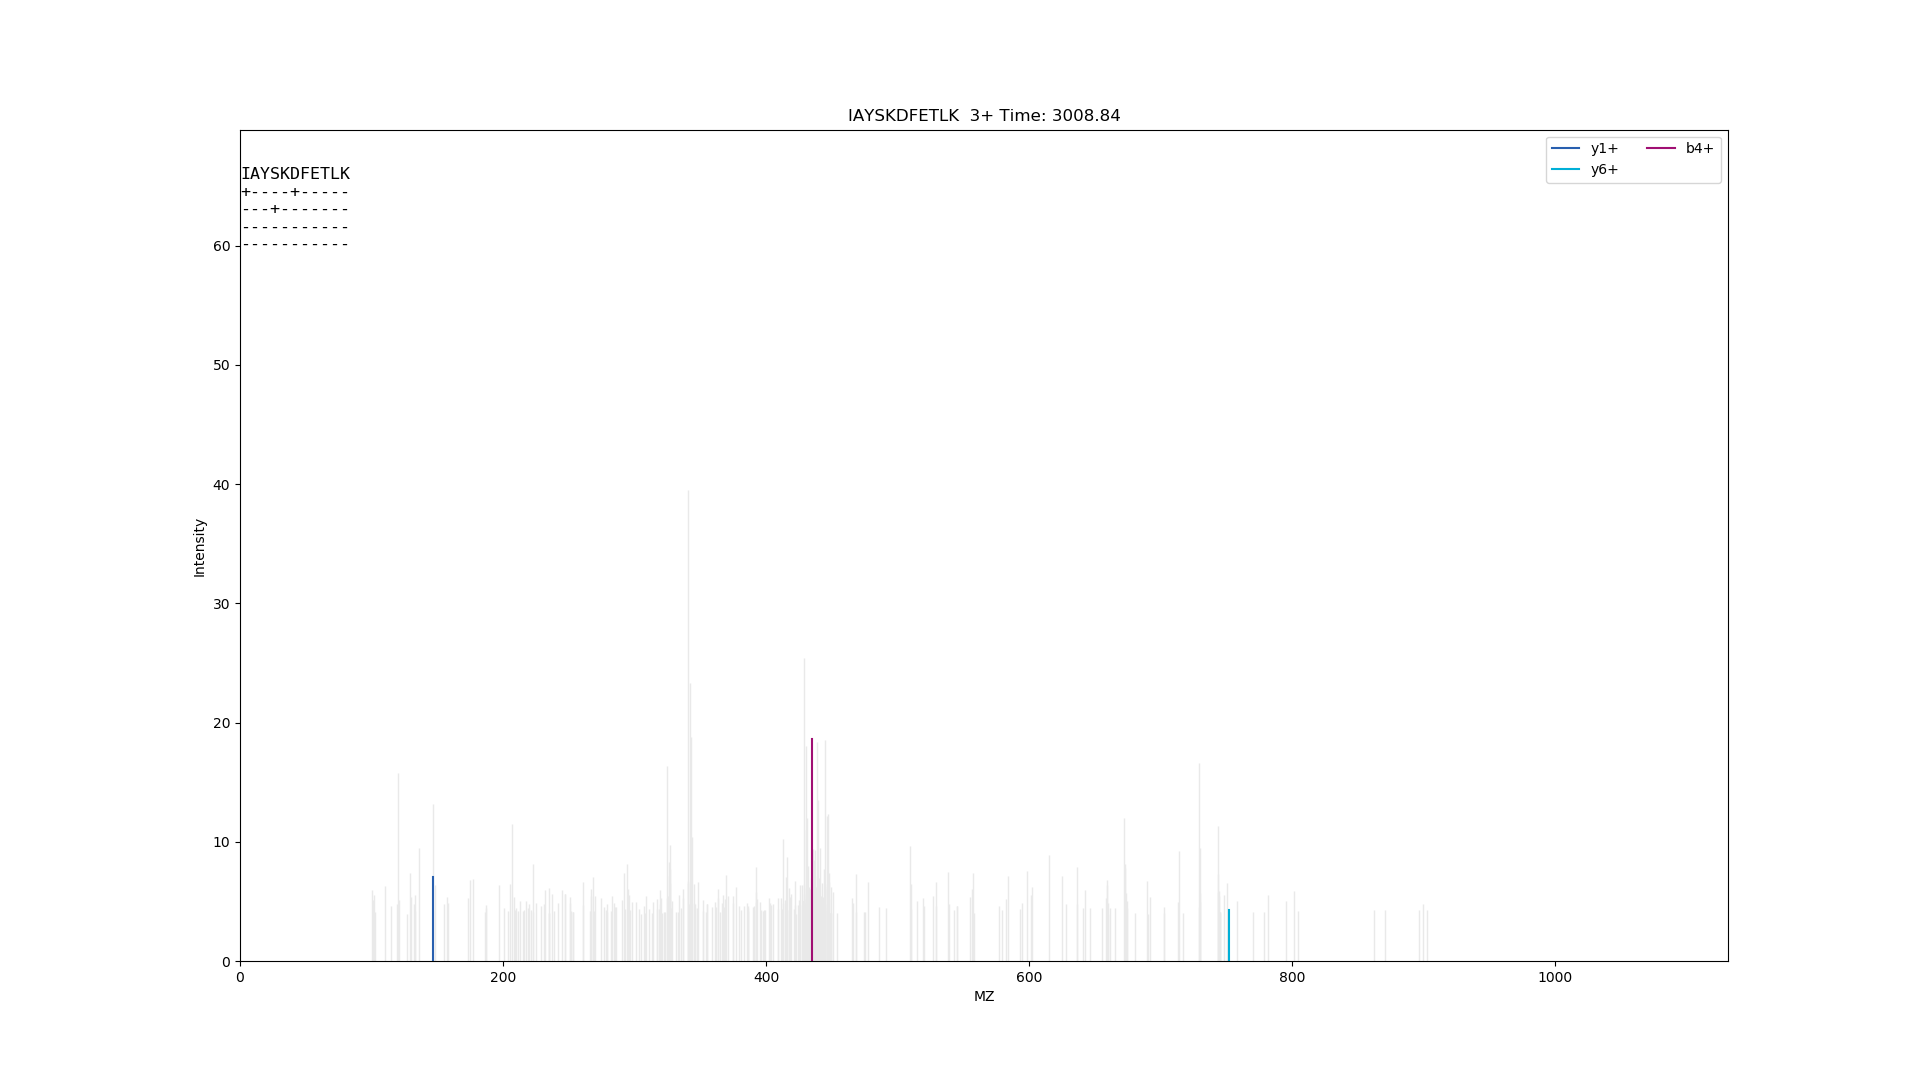 IAYSKDFETLK  3+ Time: 3008.84
y1+
b4+
y6+
IAYSKDFETLK
+----+-----
---+-------
-----------
-----------
60
50
40
30
20
10
0
Intensity
0
200
400
600
800
1000
MZ